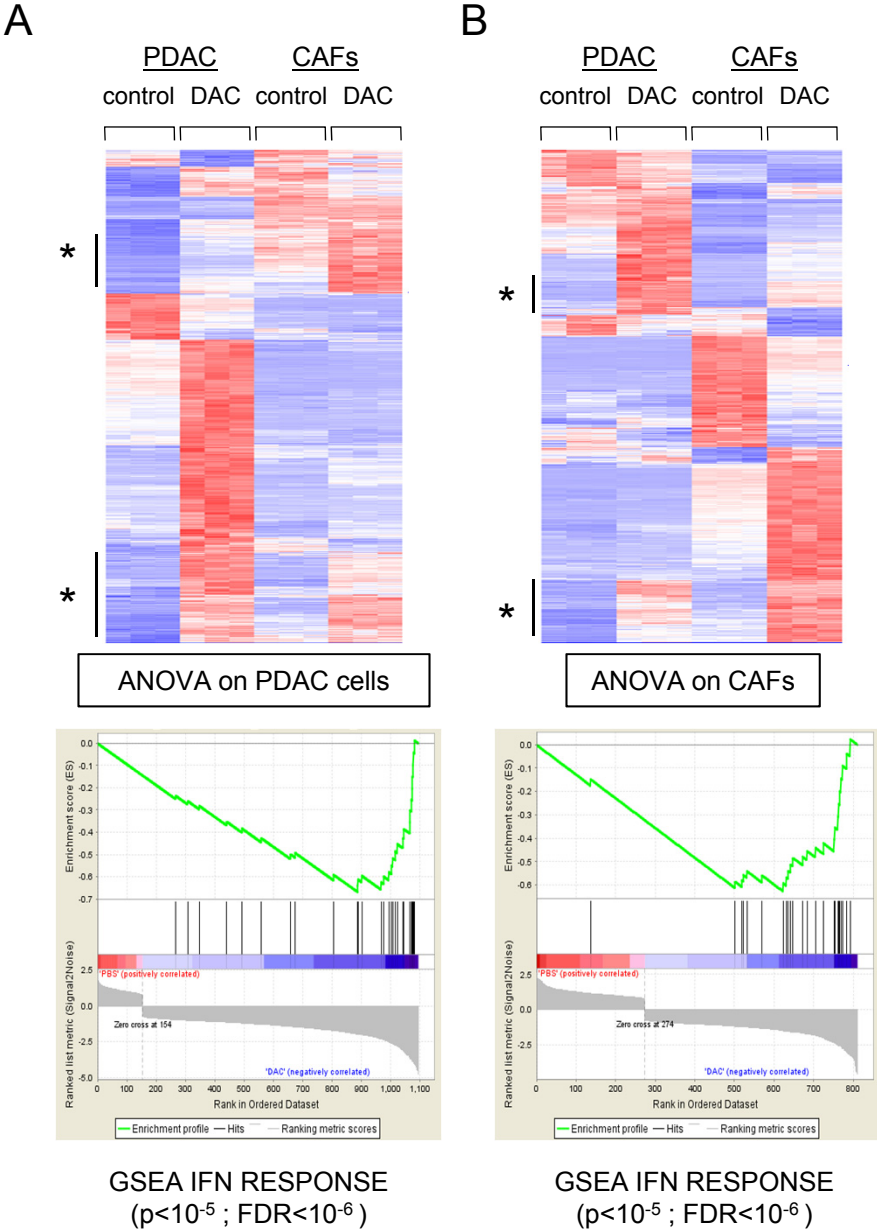 A
PDAC CAFs
control DAC control DAC
*
*
ANOVA on PDAC cells
Enrichment score (ES)
0.0
-0.1
-0.2
-0.3
-0.4
-0.5
-0.6
-0.7
'PBS' (positively correlated)
Ranked list metric (Signal2Noise)
2.5
0.0
-2.5
-5.0
Zero cross at 154
'DAC' (negatively correlated)
0 100 200 300 400 500 600 700 800 900 1,000 1,100
Rank in Ordered Dataset
Enrichment profile Hits Ranking metric scores
GSEA IFN RESPONSE
(p<10-5 ; FDR<10-6 )
B
PDAC CAFs
control DAC control DAC
*
*
ANOVA on CAFs
Enrichment score (ES)
0.0
-0.1
-0.2
-0.3
-0.4
-0.5
-0.6
'PBS' (positively correlated)
Ranked list metric (Signal2Noise)
2.5
0.0
-2.5
Zero cross at 274
'DAC' (negatively correlated)
0 100 200 300 400 500 600 700 800
Rank in Ordered Dataset
Enrichment profile Hits Ranking metric scores
GSEA IFN RESPONSE
(p<10-5 ; FDR<10-6 )